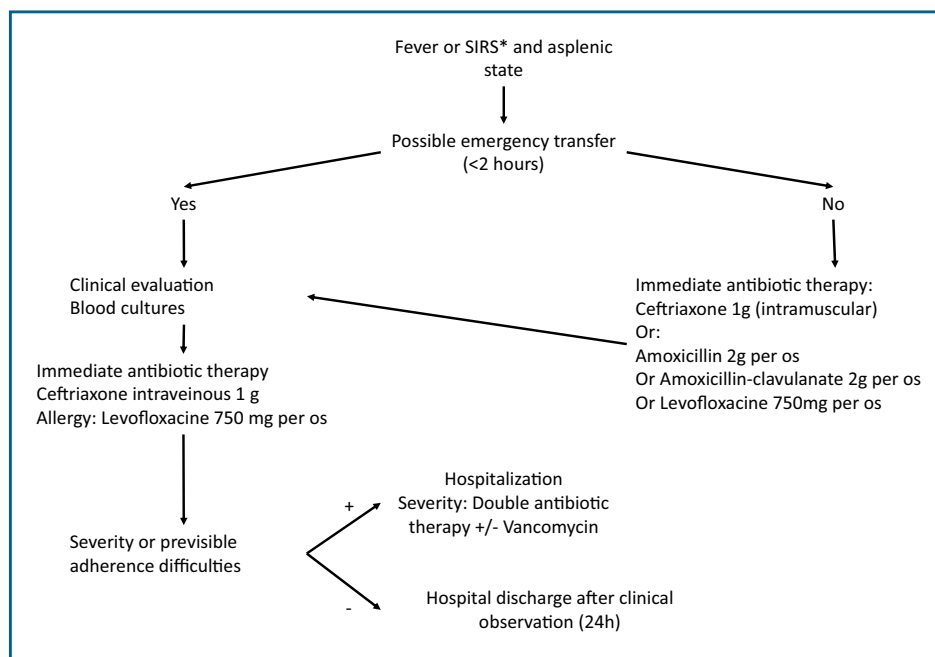 Fever or SIRS* and asplenic
state
Possible emergency transfer
(<2 hours)
Yes
No
Clinical evaluation
Blood cultures
Immediate antibiotic therapy:
Ceftriaxone 1g (intramuscular)
Or:
Amoxicillin 2g per os
Or Amoxicillin-clavulanate 2g per os
Or Levofloxacine 750mg per os
Immediate antibiotic therapy
Ceftriaxone intraveinous 1 g
Allergy: Levofloxacine 750 mg per os
Severity or previsible
adherence difficulties
+
Hospitalization
Severity: Double antibiotic
therapy +/- Vancomycin
-
Hospital discharge after clinical
observation (24h)